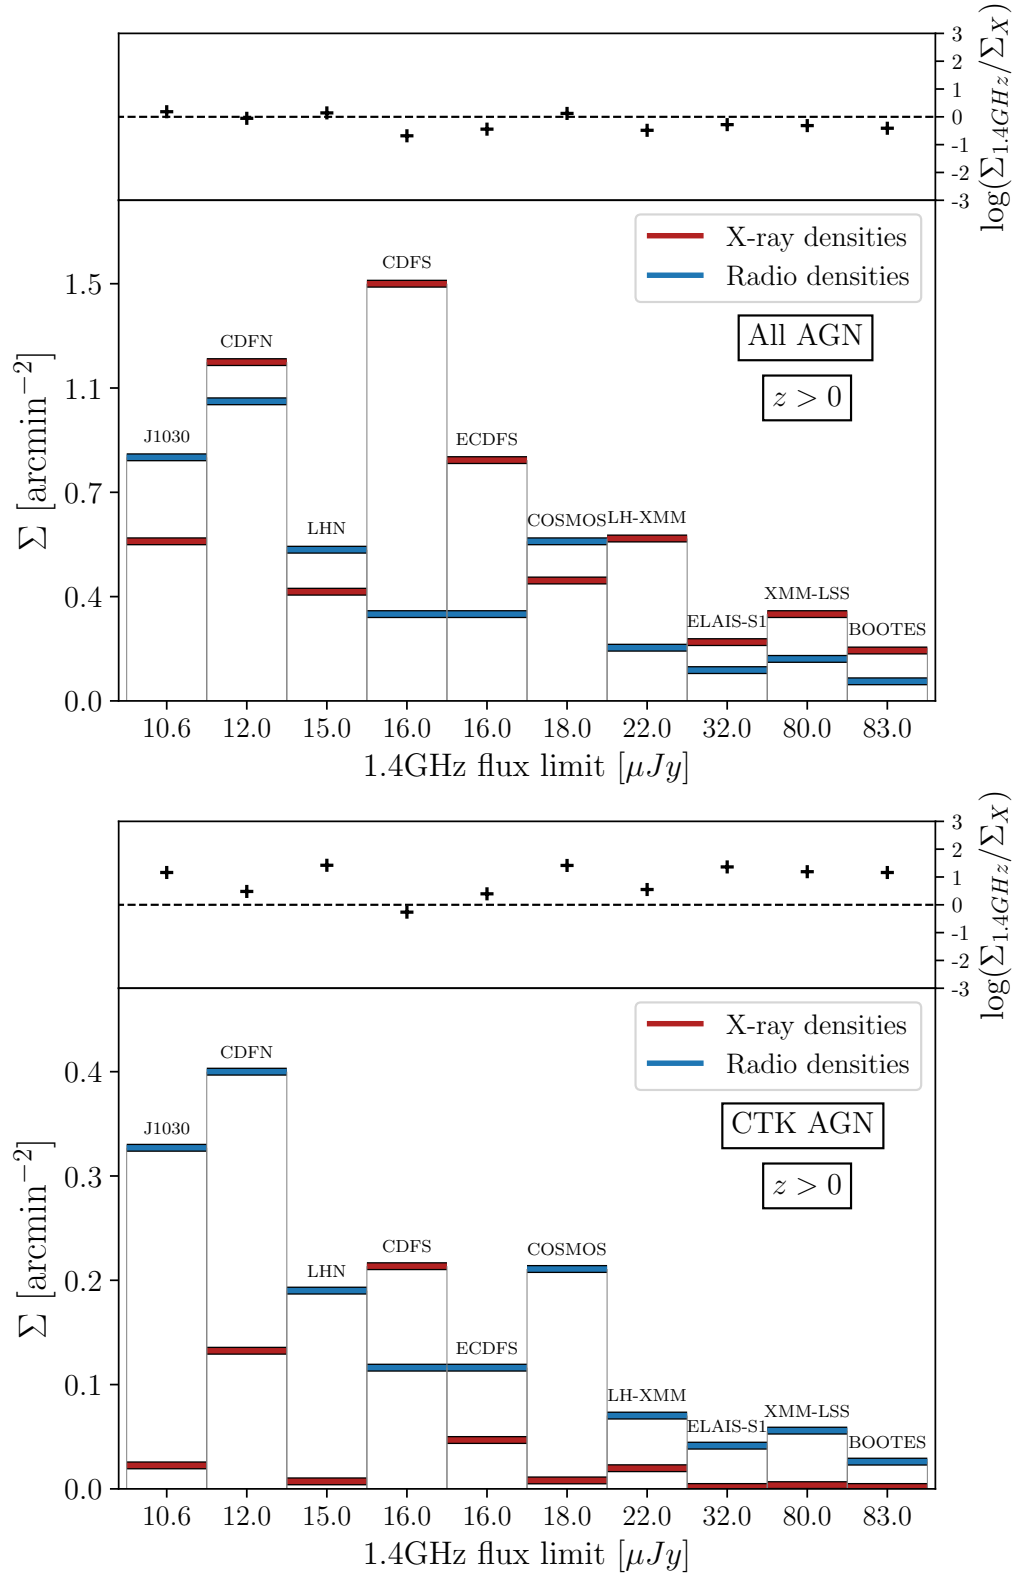 3
2
1
0
-1
-2
-3
log(Σ1.4GHz/ΣX)
X-ray densities
Radio densities
All AGN
z > 0
CDFS
CDFN
J1030
ECDFS
LHN
COSMOS
LH-XMM
ELAIS-S1
XMM-LSS
BOOTES
1.5
1.1
0.7
0.4
0.0
Σ [arcmin−2]
10.6 12.0 15.0 16.0 16.0 18.0 22.0 32.0 80.0 83.0
1.4GHz flux limit [μJy]
3
2
1
0
-1
-2
-3
log(Σ1.4GHz/ΣX)
X-ray densities
Radio densities
CTK AGN
z > 0
CDFN
J1030
CDFS
COSMOS
LHN
ECDFS
LH-XMM
ELAIS-S1
XMM-LSS
BOOTES
0.4
0.3
0.2
0.1
0.0
Σ [arcmin−2]
10.6 12.0 15.0 16.0 16.0 18.0 22.0 32.0 80.0 83.0
1.4GHz flux limit [μJy]